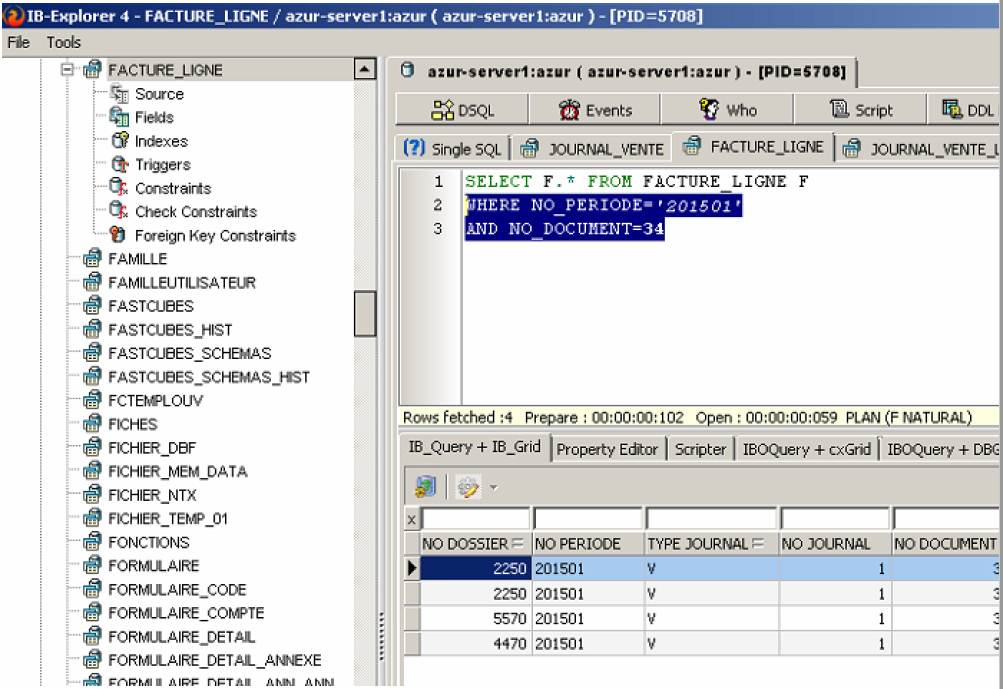 IB-Explorer 4 - FACTURE_LIGNE / azur-server1:azur ( azur-server1:azur ) - [PID=5708]
File Tools
FACTURE_LIGNE
Source
Fields
Indexes
Triggers
Constraints
Check Constraints
Foreign Key Constraints
FAMILLE
FAMILLEUTILISATEUR
FASTCUBES
FASTCUBES_HIST
FASTCUBES_SCHEMAS
FASTCUBES_SCHEMAS_HIST
FCTEMPLOUV
FICHES
FICHIER_DBF
FICHIER_MEM_DATA
FICHIER_NTX
FICHIER_TEMP_01
FONCTIONS
FORMULAIRE
FORMULAIRE_CODE
FORMULAIRE_COMPTE
FORMULAIRE_DETAIL
FORMULAIRE_DETAIL_ANNEXE
FORMULAIRE_DETAIL_ANN_ANN
azur-server1:azur ( azur-server1:azur ) - [PID=5708]
DSQL Events Who Script DDL
(?) Single SQL JOURNAL_VENTE FACTURE_LIGNE JOURNAL_VENTE_L
1 SELECT F.* FROM FACTURE_LIGNE F
2 WHERE NO_PERIODE='201501'
3 AND NO_DOCUMENT=34
Rows fetched :4 Prepare : 00:00:00:102 Open : 00:00:00:059 PLAN (F NATURAL)
IB_Query + IB_Grid Property Editor Scripter IBOQuery + cxGrid IBOQuery + DBG
x
NO DOSSIER NO PERIODE TYPE JOURNAL NO JOURNAL NO DOCUMENT
2250 201501 V 1 3
2250 201501 V 1 3
5570 201501 V 1 3
4470 201501 V 1 3